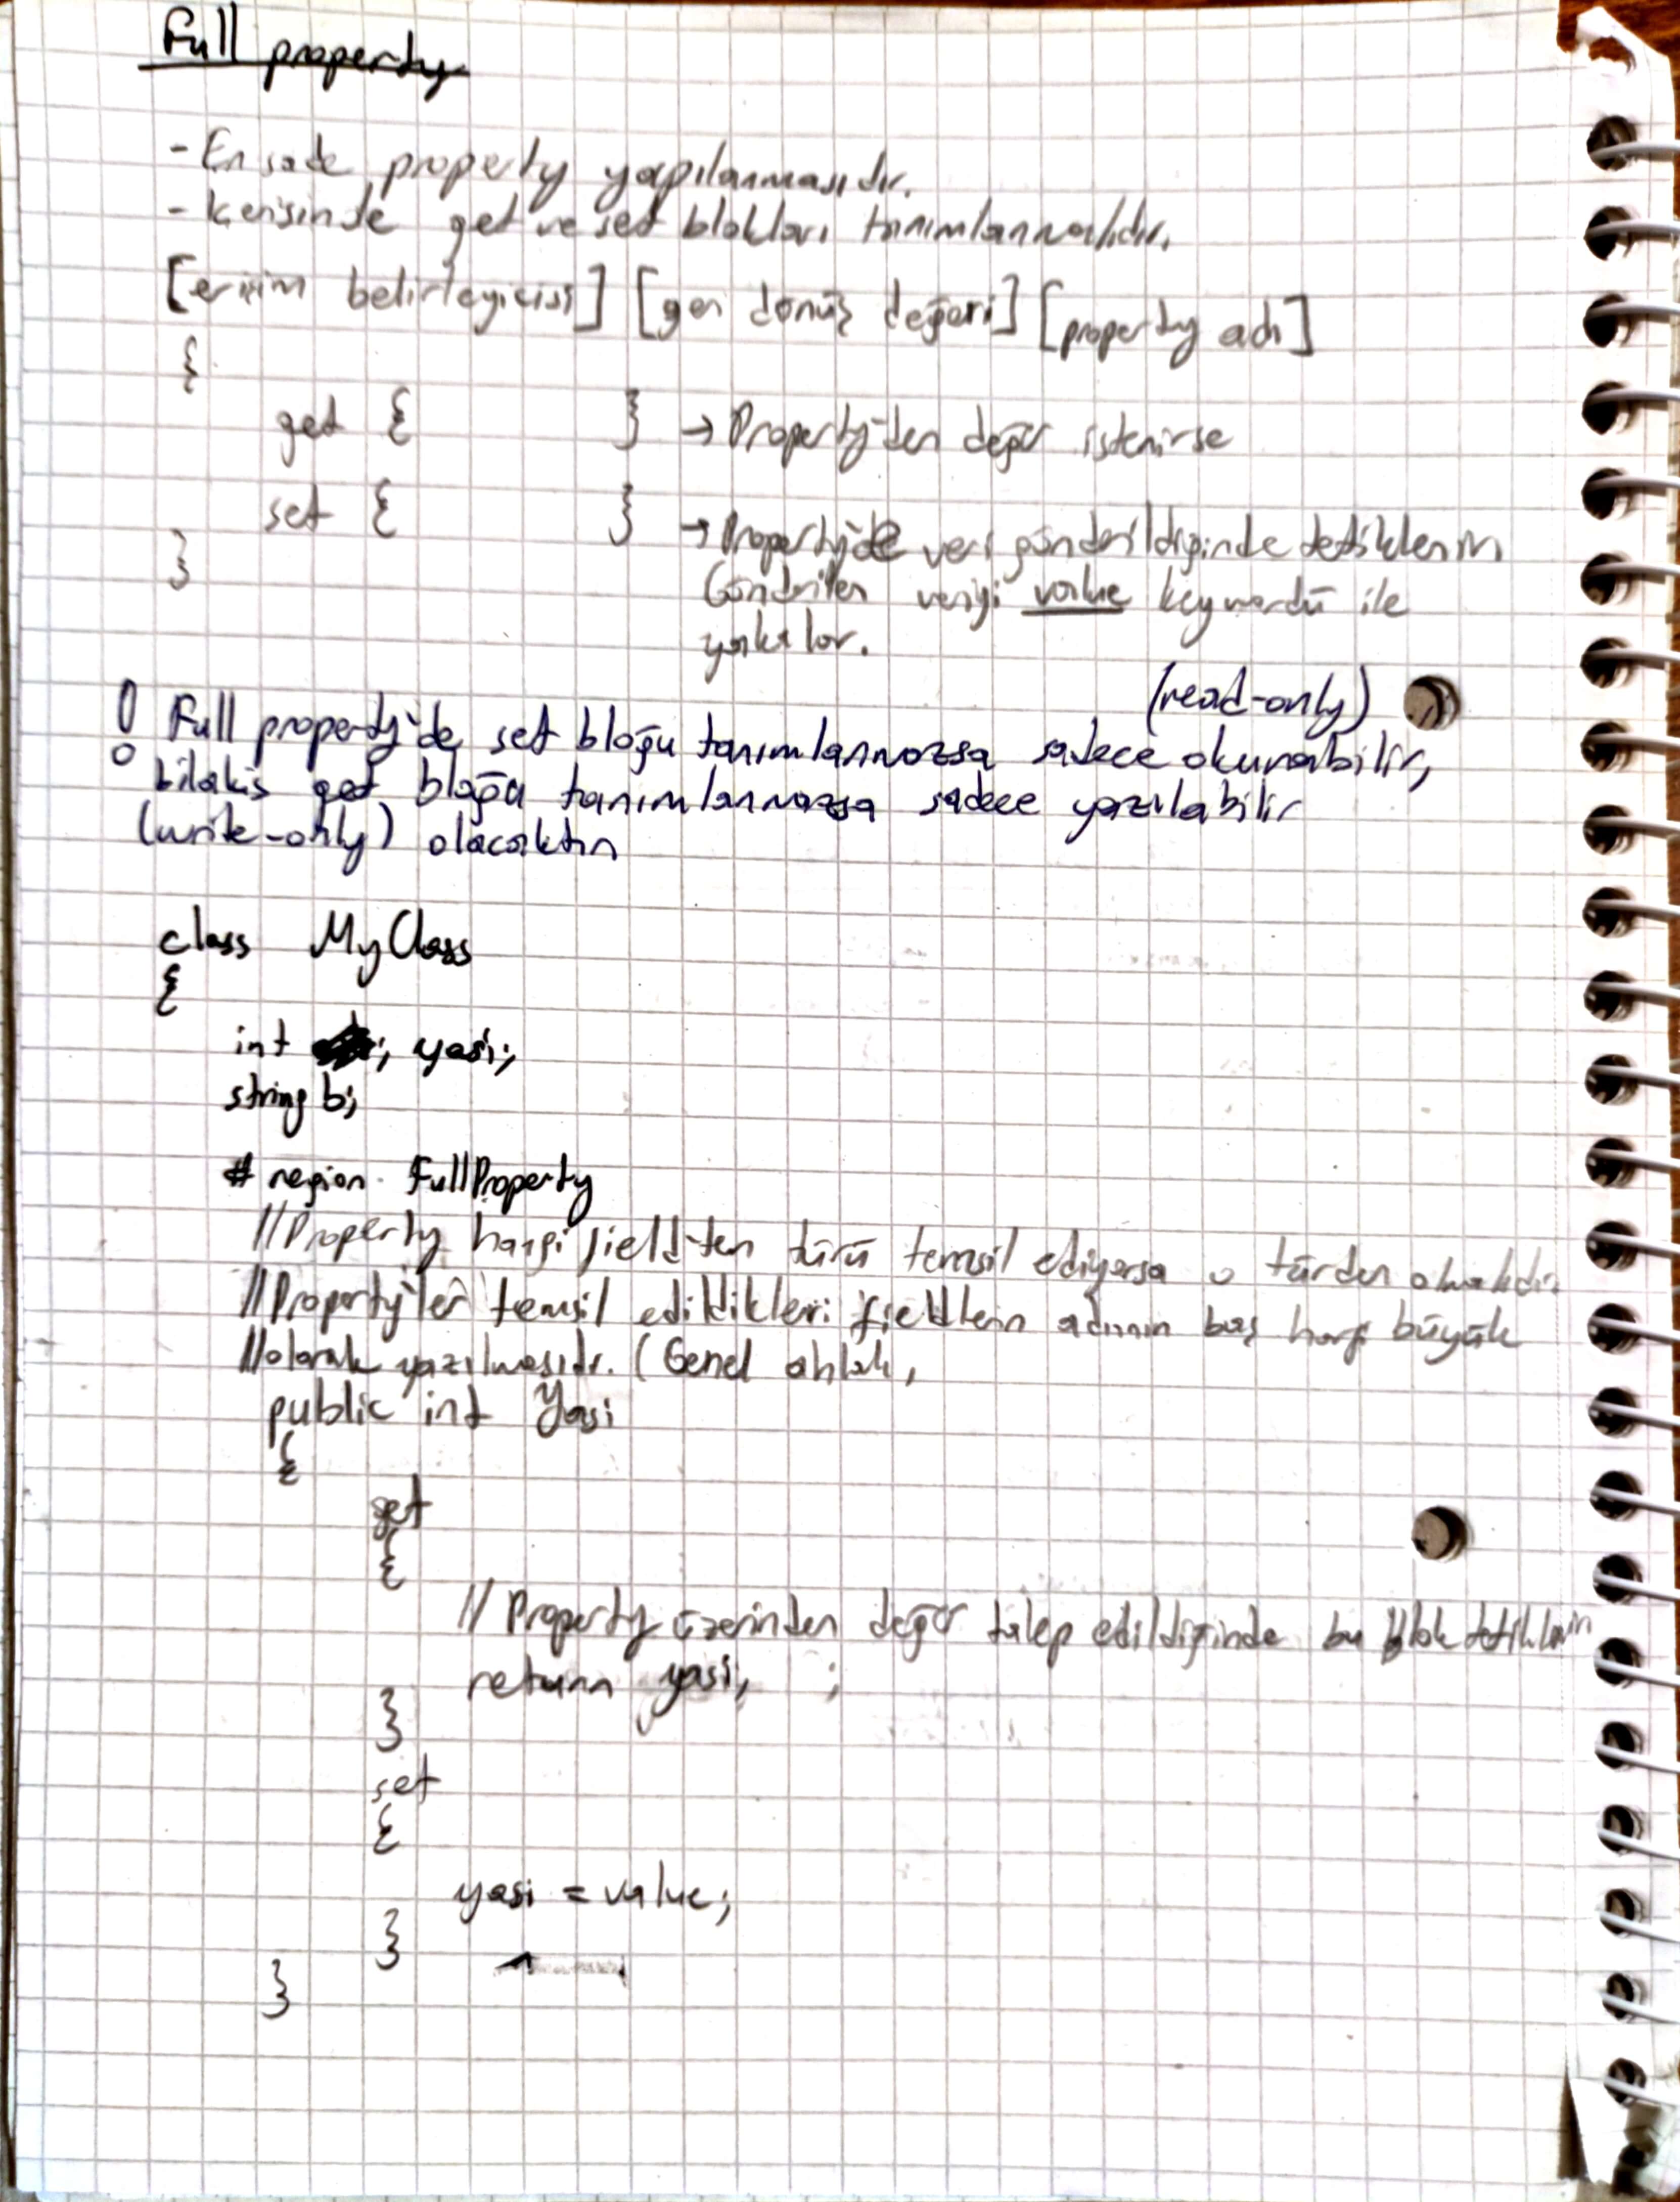 Full property
- En sade property yapılanmasıdır.
- İçerisinde get ve set blokları tanımlanmalıdır.
[erişim belirleyicisi] [geri dönüş değeri] [property adı]
{
get { } → Property'den değer istenirse
set { } → Property'de veri gönderildiğinde tetiklenir
Gönderilen veriyi value keywordü ile
yakalar.
(read-only)
! Full property'de set bloğu tanımlanmazsa sadece okunabilir,
bilakis get bloğu tanımlanmazsa sadece yazılabilir
(write-only) olacaktır
class MyClass
{
int ; yasi;
string b;
# region FullProperty
//Property hangi field'ten türü temsil ediyorsa o türden olmalıdır.
//Property'ler temsil edildikleri fieldlerin adının baş harfi büyük
//olarak yazılmasıdır. (Genel ahlak,
public int Yasi
{
get
{
// Property üzerinden değer talep edildiğinde bu blok tetiklenir
return yasi, ;
}
set
{
yasi = value;
}
}